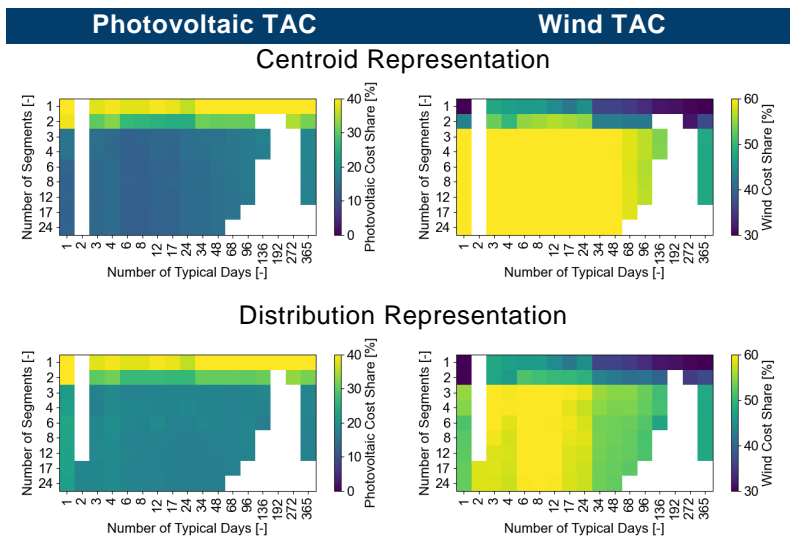 Photovoltaic TAC
Wind TAC
Centroid Representation
Number of Segments [-]
1
2
3
4
6
8
12
17
24
1 2 3 4 6 8 12 17 24 34 48 68 96 136 192 272 365
Number of Typical Days [-]
40
30
20
10
0
Photovoltaic Cost Share [%]
Number of Segments [-]
1
2
3
4
6
8
12
17
24
1 2 3 4 6 8 12 17 24 34 48 68 96 136 192 272 365
Number of Typical Days [-]
60
50
40
30
Wind Cost Share [%]
Distribution Representation
Number of Segments [-]
1
2
3
4
6
8
12
17
24
1 2 3 4 6 8 12 17 24 34 48 68 96 136 192 272 365
Number of Typical Days [-]
40
30
20
10
0
Photovoltaic Cost Share [%]
Number of Segments [-]
1
2
3
4
6
8
12
17
24
1 2 3 4 6 8 12 17 24 34 48 68 96 136 192 272 365
Number of Typical Days [-]
60
50
40
30
Wind Cost Share [%]